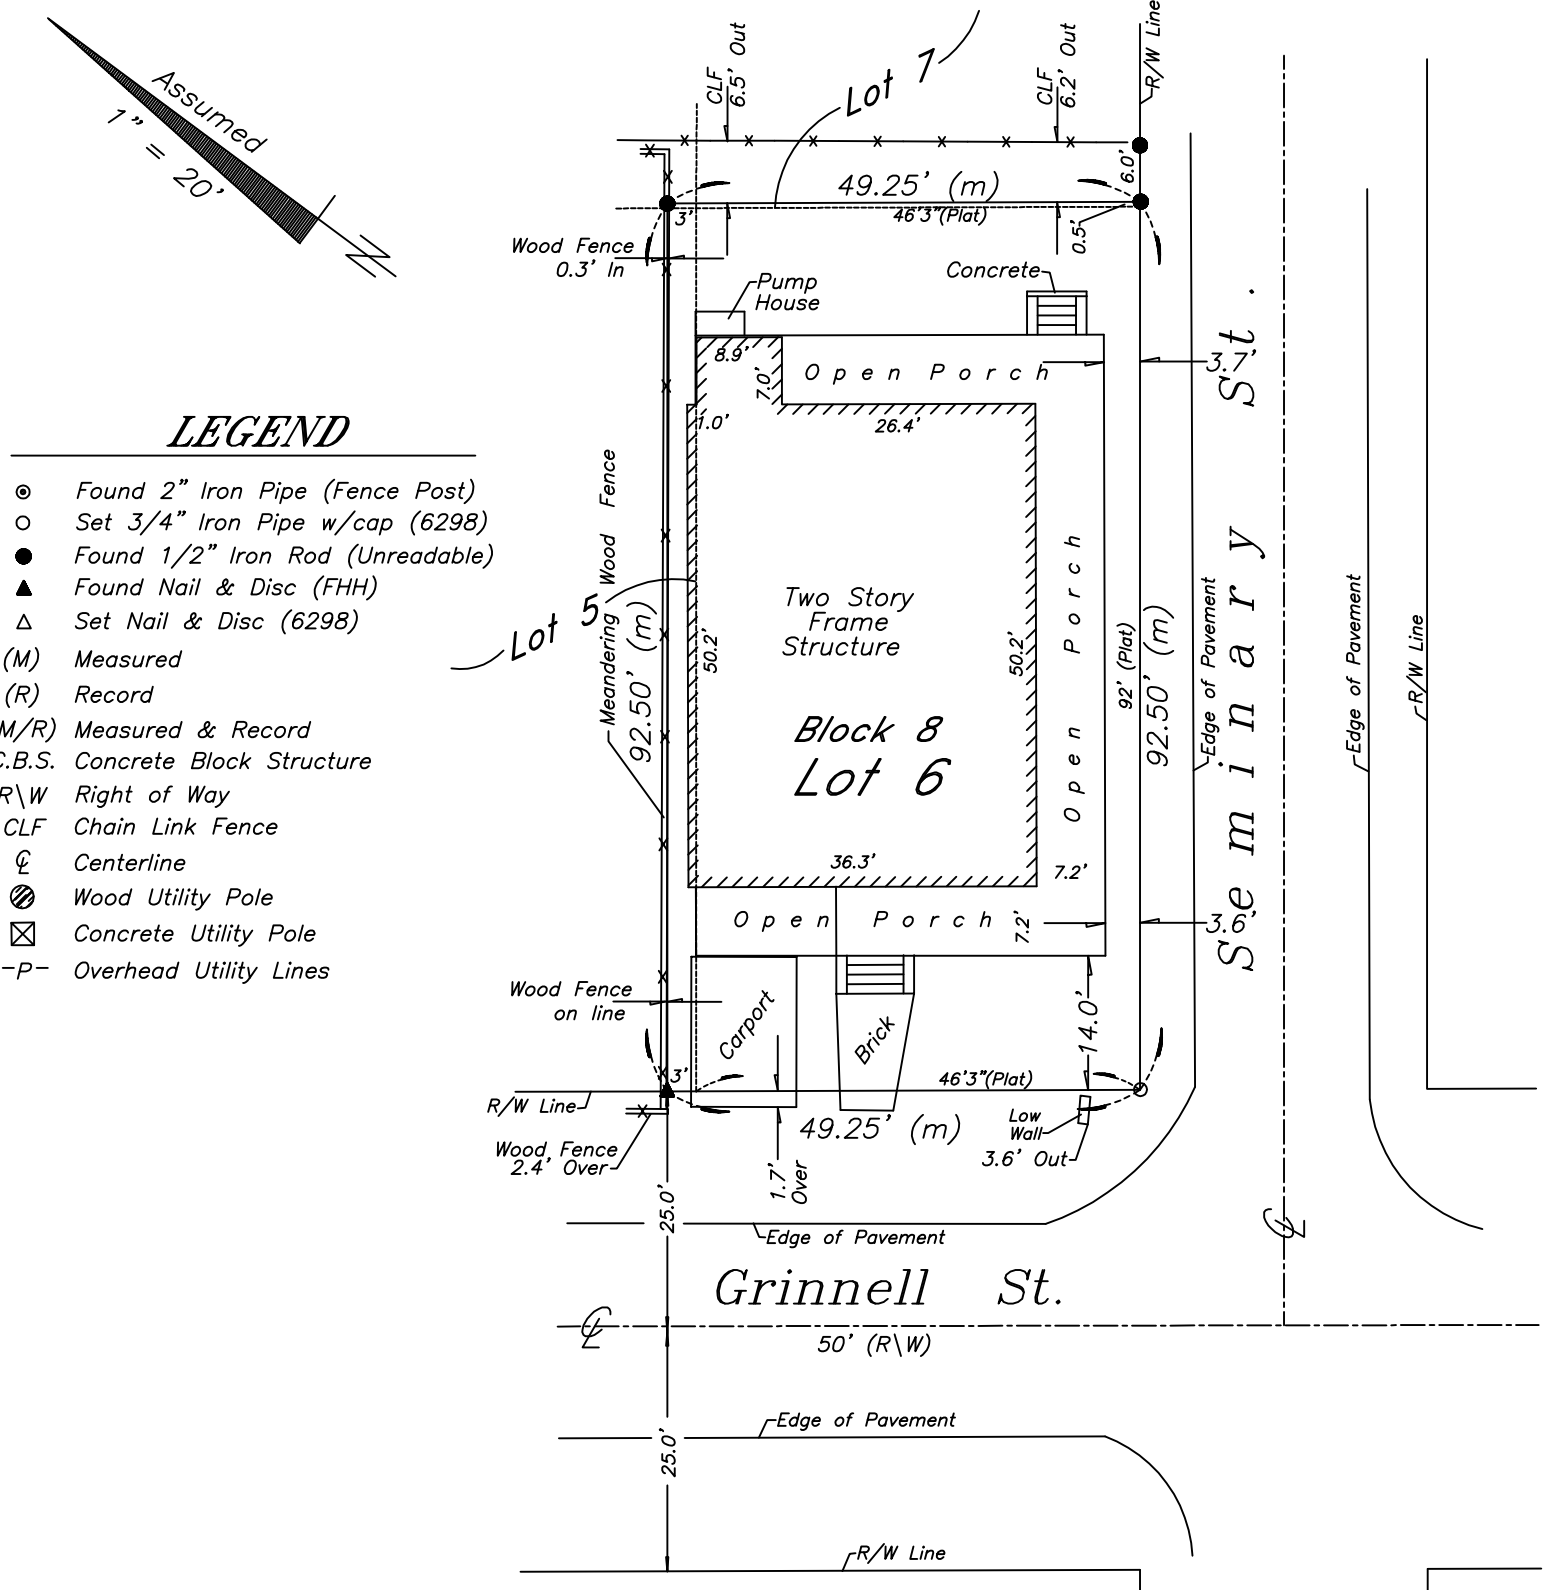 Assumed
1" = 20'
N
CLF
6.5' Out
Lot 7
CLF
6.2' Out
R/W Line
6.0'
49.25' (m)
46'3"(Plat)
3'
0.5'
Wood Fence
0.3' In
Pump
House
Concrete
8.9'
7.0'
Open Porch
3.7'
1.0'
26.4'
LEGEND
Found 2" Iron Pipe (Fence Post)
Set 3/4" Iron Pipe w/cap (6298)
Found 1/2" Iron Rod (Unreadable)
Found Nail & Disc (FHH)
Set Nail & Disc (6298)
(M) Measured
(R) Record
M/R) Measured & Record
C.B.S. Concrete Block Structure
R\W Right of Way
CLF Chain Link Fence
℄ Centerline
Wood Utility Pole
Concrete Utility Pole
-P- Overhead Utility Lines
Meandering Wood Fence
Lot 5
92.50' (m)
50.2'
Two Story
Frame
Structure
50.2'
Block 8
Lot 6
Open Porch
92' (Plat)
92.50' (m)
Edge of Pavement
Seminary St.
Edge of Pavement
R/W Line
36.3'
7.2'
Open Porch
7.2'
3.6'
Wood Fence
on line
Carport
Brick
14.0'
3'
46'3"(Plat)
R/W Line
49.25' (m)
Low
Wall
3.6' Out
Wood Fence
2.4' Over
1.7'
Over
25.0'
Edge of Pavement
℄
Grinnell St.
℄
50' (R\W)
Edge of Pavement
25.0'
R/W Line